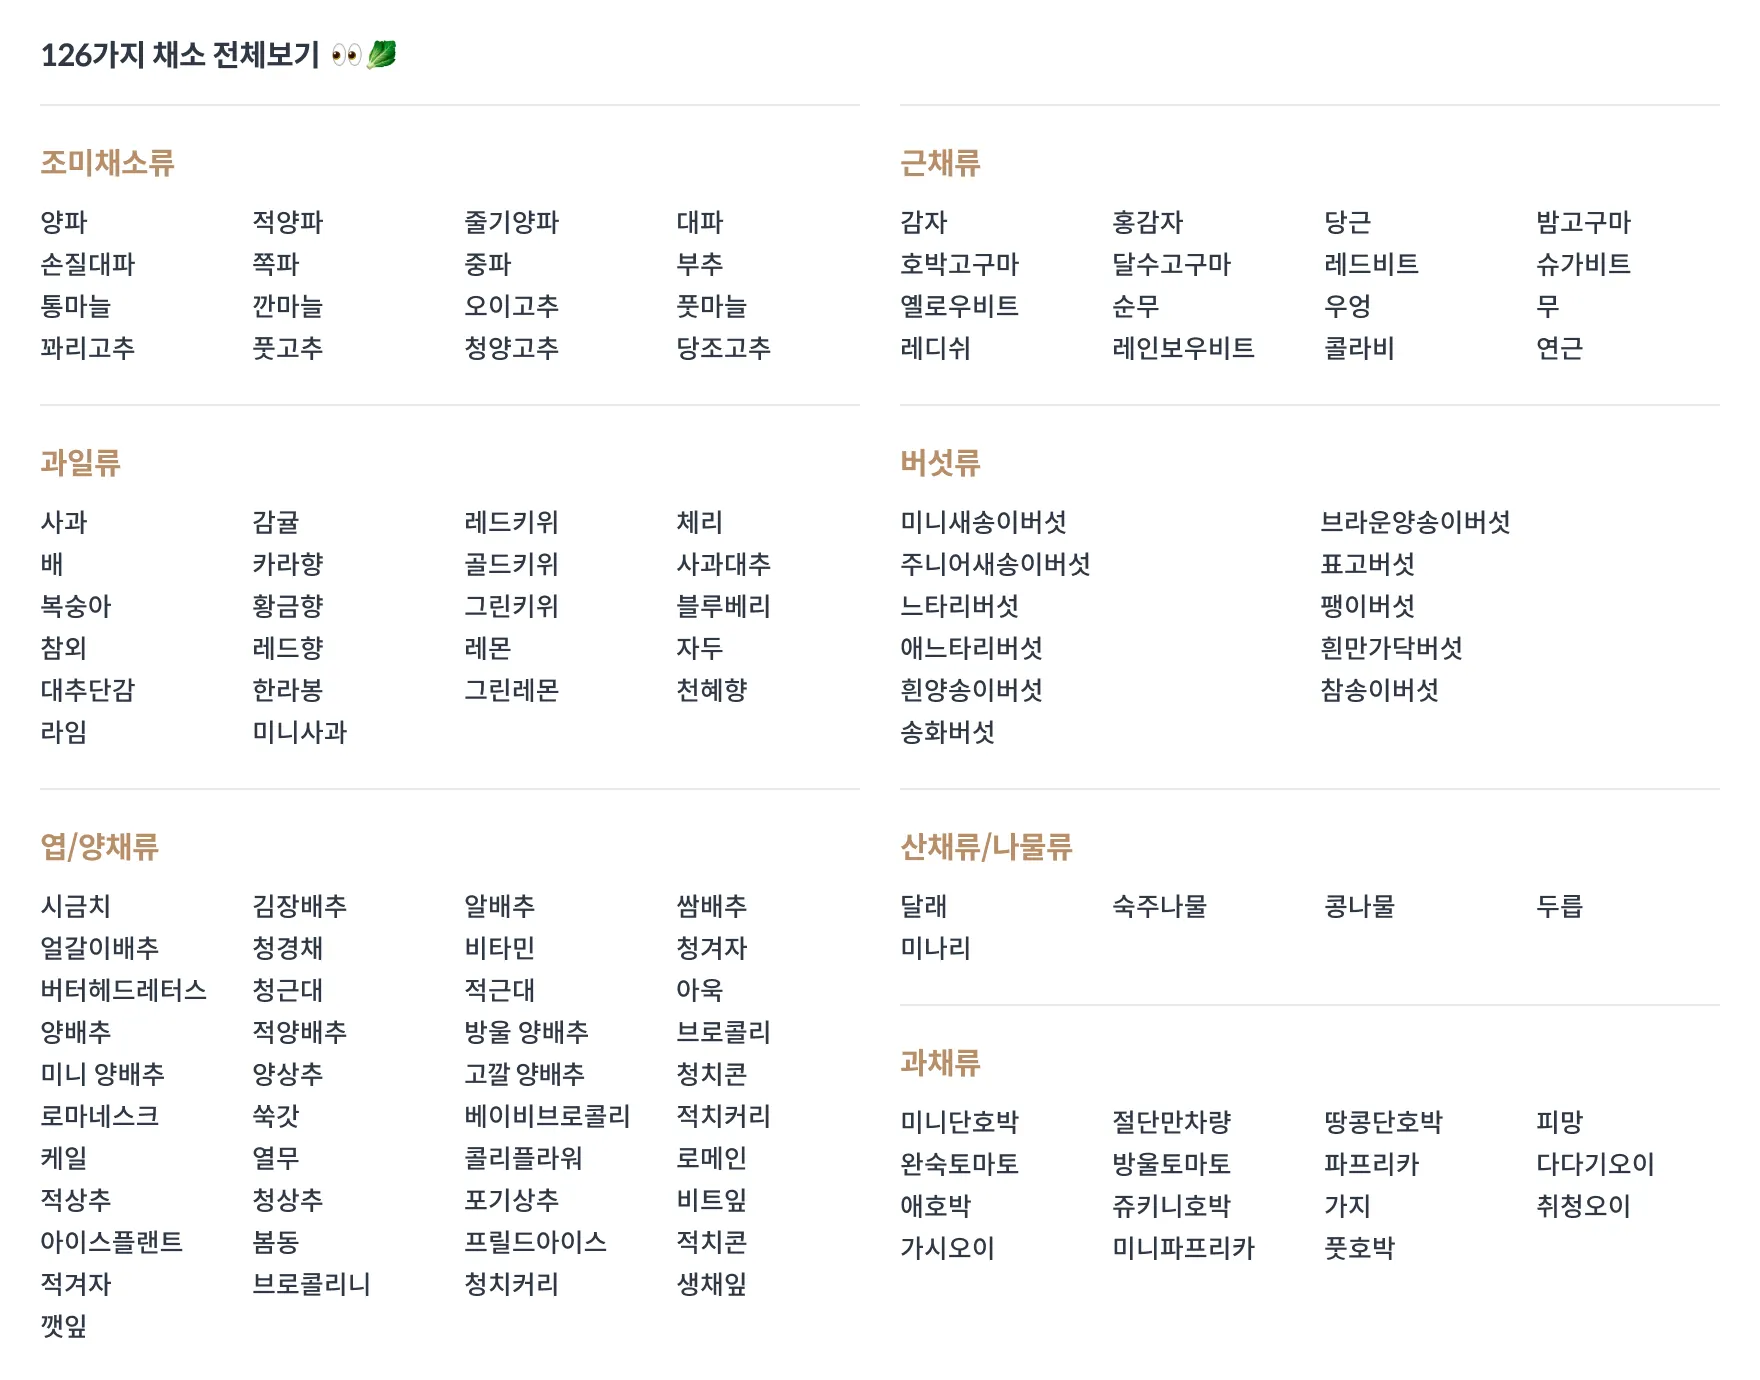 126가지 채소 전체보기 👀🥬
조미채소류
양파 적양파 줄기양파 대파
손질대파 쪽파 중파 부추
통마늘 깐마늘 오이고추 풋마늘
꽈리고추 풋고추 청양고추 당조고추
근채류
감자 홍감자 당근 밤고구마
호박고구마 달수고구마 레드비트 슈가비트
옐로우비트 순무 우엉 무
레디쉬 레인보우비트 콜라비 연근
과일류
사과 감귤 레드키위 체리
배 카라향 골드키위 사과대추
복숭아 황금향 그린키위 블루베리
참외 레드향 레몬 자두
대추단감 한라봉 그린레몬 천혜향
라임 미니사과
버섯류
미니새송이버섯 브라운양송이버섯
주니어새송이버섯 표고버섯
느타리버섯 팽이버섯
애느타리버섯 흰만가닥버섯
흰양송이버섯 참송이버섯
송화버섯
엽/양채류
시금치 김장배추 알배추 쌈배추
얼갈이배추 청경채 비타민 청겨자
버터헤드레터스 청근대 적근대 아욱
양배추 적양배추 방울 양배추 브로콜리
미니 양배추 양상추 고깔 양배추 청치콘
로마네스크 쑥갓 베이비브로콜리 적치커리
케일 열무 콜리플라워 로메인
적상추 청상추 포기상추 비트잎
아이스플랜트 봄동 프릴드아이스 적치콘
적겨자 브로콜리니 청치커리 생채잎
깻잎
산채류/나물류
달래 숙주나물 콩나물 두릅
미나리
과채류
미니단호박 절단만차량 땅콩단호박 피망
완숙토마토 방울토마토 파프리카 다다기오이
애호박 쥬키니호박 가지 취청오이
가시오이 미니파프리카 풋호박